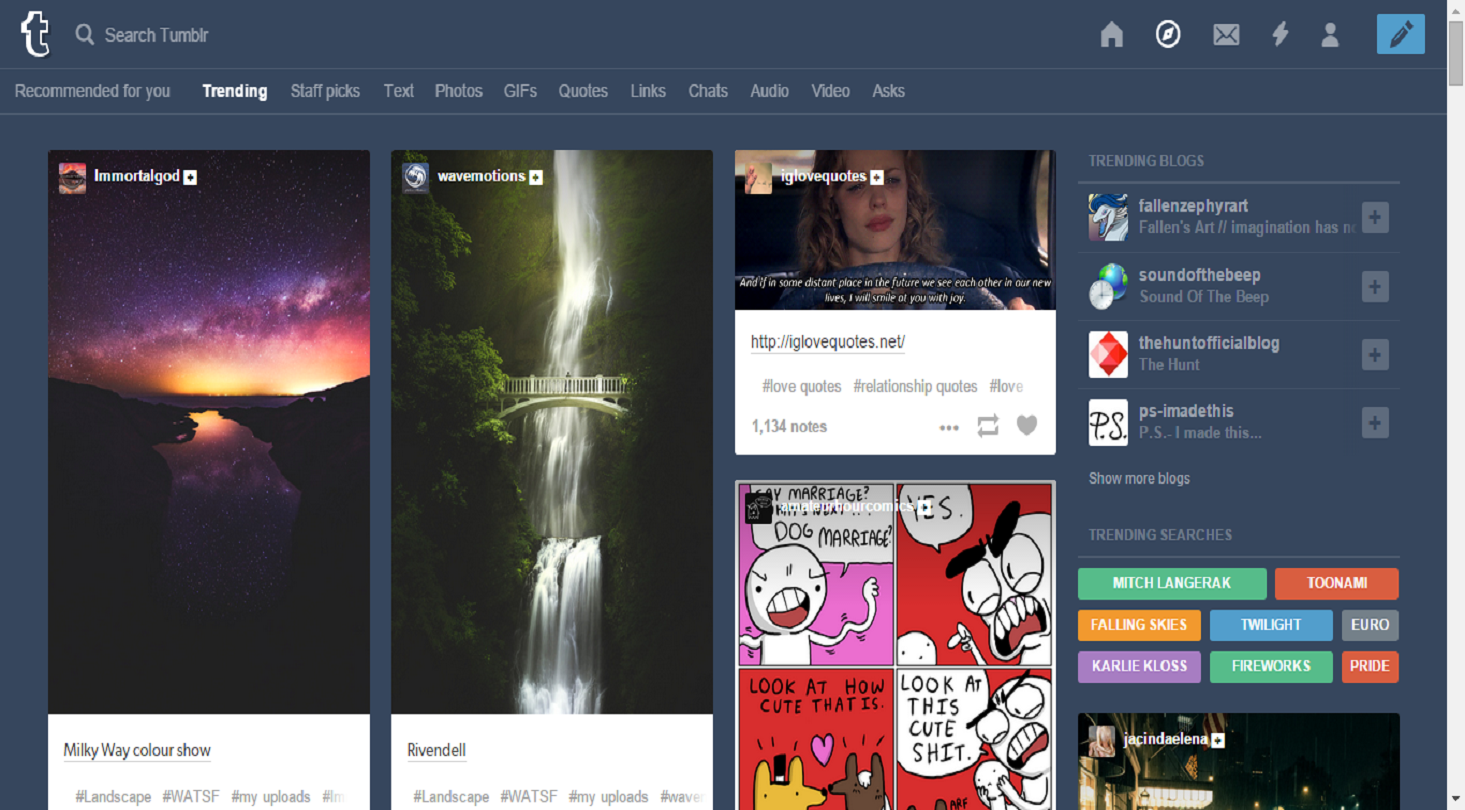 t
Search Tumblr
Recommended for you Trending Staff picks Text Photos GIFs Quotes Links Chats Audio Video Asks
Immortalgod
Milky Way colour show
#Landscape #WATSF #my uploads
wavemotions
Rivendell
#Landscape #WATSF #my uploads #wave
iglovequotes
And if in some distant place in the future we see each other in our new
lives, I will smile at you with joy.
http://iglovequotes.net/
#love quotes #relationship quotes #love
1,134 notes
amateurhourcomics
GAY MARRIAGE?
WHAT'S NEXT...?
DOG MARRIAGE?
YES.
LOOK AT HOW
CUTE THAT IS.
LOOK AT
THIS
CUTE
SHIT.
ARE
TRENDING BLOGS
fallenzephyrart
Fallen's Art // imagination has no
soundofthebeep
Sound Of The Beep
thehuntofficialblog
The Hunt
P.S.
ps-imadethis
P.S.- I made this...
Show more blogs
TRENDING SEARCHES
MITCH LANGERAK TOONAMI
FALLING SKIES TWILIGHT EURO
KARLIE KLOSS FIREWORKS PRIDE
jacindaelena